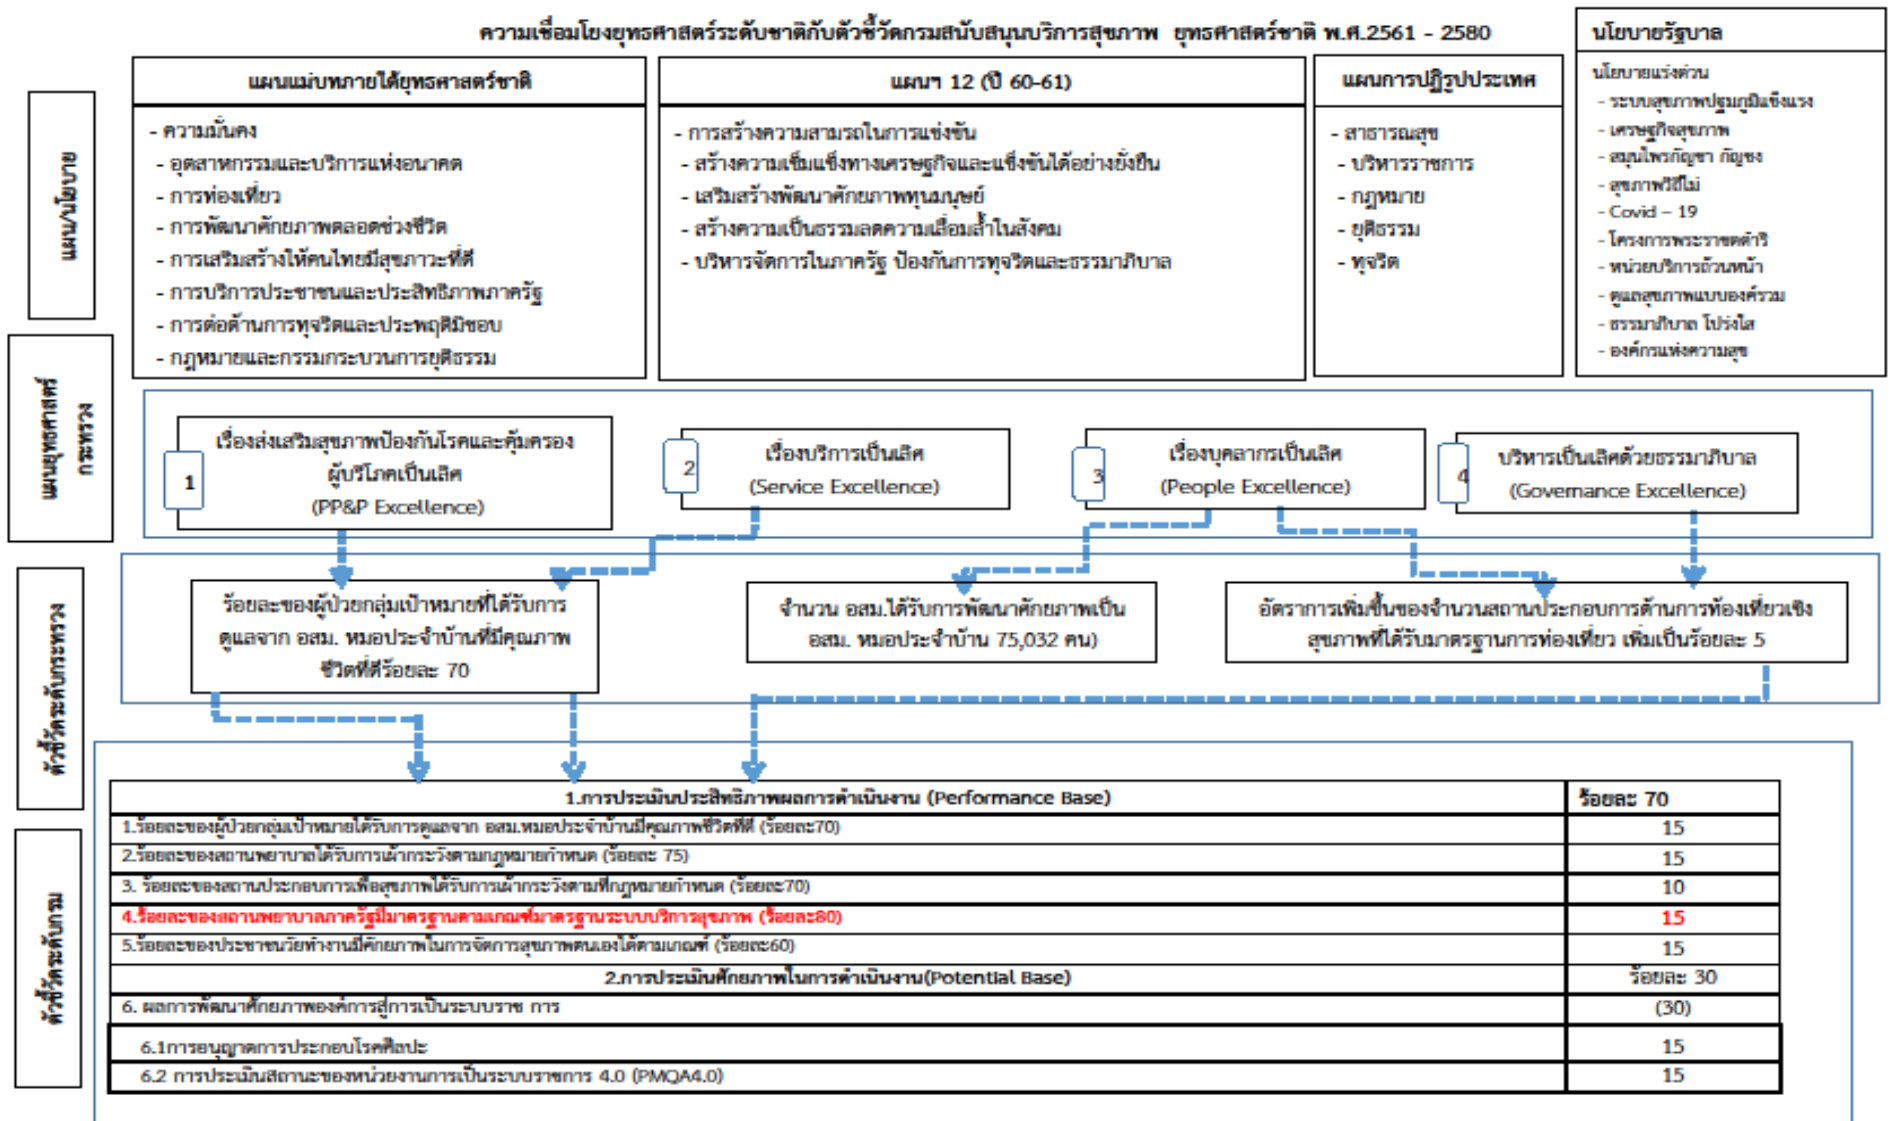 ความเชื่อมโยงยุทธศาสตร์ระดับชาติกับตัวชี้วัดกรมสนับสนุนบริการสุขภาพ ยุทธศาสตร์ชาติ พ.ศ.2561 - 2580
แผน/นโยบาย
แผนแม่บทภายใต้ยุทธศาสตร์ชาติ
- ความมั่นคง
- อุตสาหกรรมและบริการแห่งอนาคต
- การท่องเที่ยว
- การพัฒนาศักยภาพตลอดช่วงชีวิต
- การเสริมสร้างให้คนไทยมีสุขภาวะที่ดี
- การบริการประชาชนและประสิทธิภาพภาครัฐ
- การต่อต้านการทุจริตและประพฤติมิชอบ
- กฎหมายและกรรมกระบวนการยุติธรรม
แผนฯ 12 (ปี 60-61)
- การสร้างความสามรถในการแข่งขัน
- สร้างความเข็มแข็งทางเศรษฐกิจและแข็งขันได้อย่างยั่งยืน
- เสริมสร้างพัฒนาศักยภาพทุนมนุษย์
- สร้างความเป็นธรรมลดความเลื่อมล้ำในสังคม
- บริหารจัดการในภาครัฐ ป้องกันการทุจริตและธรรมาภิบาล
แผนการปฏิรูปประเทศ
- สาธารณสุข
- บริหารราชการ
- กฎหมาย
- ยุติธรรม
- ทุจริต
นโยบายรัฐบาล
นโยบายเร่งด่วน
- ระบบสุขภาพปฐมภูมิแข็งแรง
- เศรษฐกิจสุขภาพ
- สมุนไพรกัญชา กัญชง
- สุขภาพวิถีใหม่
- Covid – 19
- โครงการพระราชดำริ
- หน่วยบริการก้วนหน้า
- ดูแลสุขภาพแบบองค์รวม
- ธรรมาภิบาล โปร่งใส
- องค์กรแห่งความสุข
แผนยุทธศาสตร์
กระทรวง
1
เรื่องส่งเสริมสุขภาพป้องกันโรคและคุ้มครอง
ผู้บริโภคเป็นเลิศ
(PP&P Excellence)
2
เรื่องบริการเป็นเลิศ
(Service Excellence)
3
เรื่องบุคลากรเป็นเลิศ
(People Excellence)
4
บริหารเป็นเลิศด้วยธรรมาภิบาล
(Governance Excellence)
ตัวชี้วัดระดับกระทรวง
ร้อยละของผู้ป่วยกลุ่มเป้าหมายที่ได้รับการ
ดูแลจาก อสม. หมอประจำบ้านที่มีคุณภาพ
ชีวิตที่ดีร้อยละ 70
จำนวน อสม.ได้รับการพัฒนาศักยภาพเป็น
อสม. หมอประจำบ้าน 75,032 คน)
อัตราการเพิ่มขึ้นของจำนวนสถานประกอบการด้านการท้องเที่ยวเชิง
สุขภาพที่ได้รับมาตรฐานการท่องเที่ยว เพิ่มเป็นร้อยละ 5
ตัวชี้วัดระดับกรม
1.การประเมินประสิทธิภาพผลการดำเนินงาน (Performance Base) ร้อยละ 70
1.ร้อยละของผู้ป่วยกลุ่มเป้าหมายได้รับการดูแลจาก อสม.หมอประจำบ้านมีคุณภาพชีวิตที่ดี (ร้อยละ70) 15
2.ร้อยละของสถานพยาบาลได้รับการเฝ้าระวังตามกฎหมายกำหนด (ร้อยละ 75) 15
3. ร้อยละของสถานประกอบการเพื่อสุขภาพได้รับการเฝ้าระวังตามที่กฎหมายกำหนด (ร้อยละ70) 10
4.ร้อยละของสถานพยาบาลภาครัฐมีมาตรฐานตามเกณฑ์มาตรฐานระบบบริการสุขภาพ (ร้อยละ80) 15
5.ร้อยละของประชาชนวัยทำงานมีศักยภาพในการจัดการสุขภาพตนเองได้ตามเกณฑ์ (ร้อยละ60) 15
2.การประเมินศักยภาพในการดำเนินงาน(Potential Base) ร้อยละ 30
6. ผลการพัฒนาศักยภาพองค์การสู่การเป็นระบบราช การ (30)
6.1การอนุญาตการประกอบโรคศิลปะ 15
6.2 การประเมินสถานะของหน่วยงานการเป็นระบบราชการ 4.0 (PMQA4.0) 15